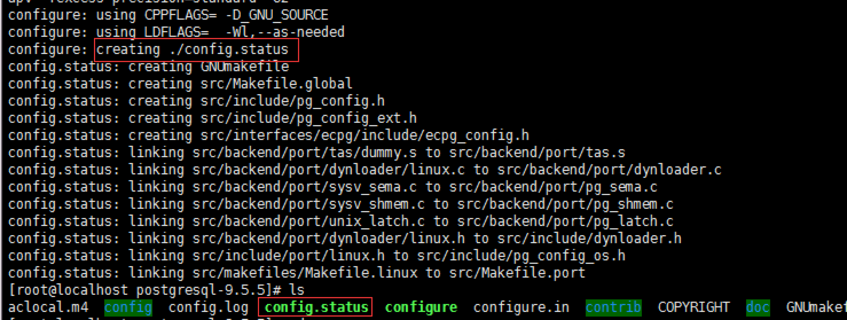 configure: using CPPFLAGS= -D_GNU_SOURCE
configure: using LDFLAGS=  -Wl,--as-needed
configure: creating ./config.status
config.status: creating GNUmakefile
config.status: creating src/Makefile.global
config.status: creating src/include/pg_config.h
config.status: creating src/include/pg_config_ext.h
config.status: creating src/interfaces/ecpg/include/ecpg_config.h
config.status: linking src/backend/port/tas/dummy.s to src/backend/port/tas.s
config.status: linking src/backend/port/dynloader/linux.c to src/backend/port/dynloader.c
config.status: linking src/backend/port/sysv_sema.c to src/backend/port/pg_sema.c
config.status: linking src/backend/port/sysv_shmem.c to src/backend/port/pg_shmem.c
config.status: linking src/backend/port/unix_latch.c to src/backend/port/pg_latch.c
config.status: linking src/backend/port/dynloader/linux.h to src/include/dynloader.h
config.status: linking src/include/port/linux.h to src/include/pg_config_os.h
config.status: linking src/makefiles/Makefile.linux to src/Makefile.port
[root@localhost postgresql-9.5.5]# ls
aclocal.m4  config  config.log  config.status  configure  configure.in  contrib  COPYRIGHT  doc  GNUmakef